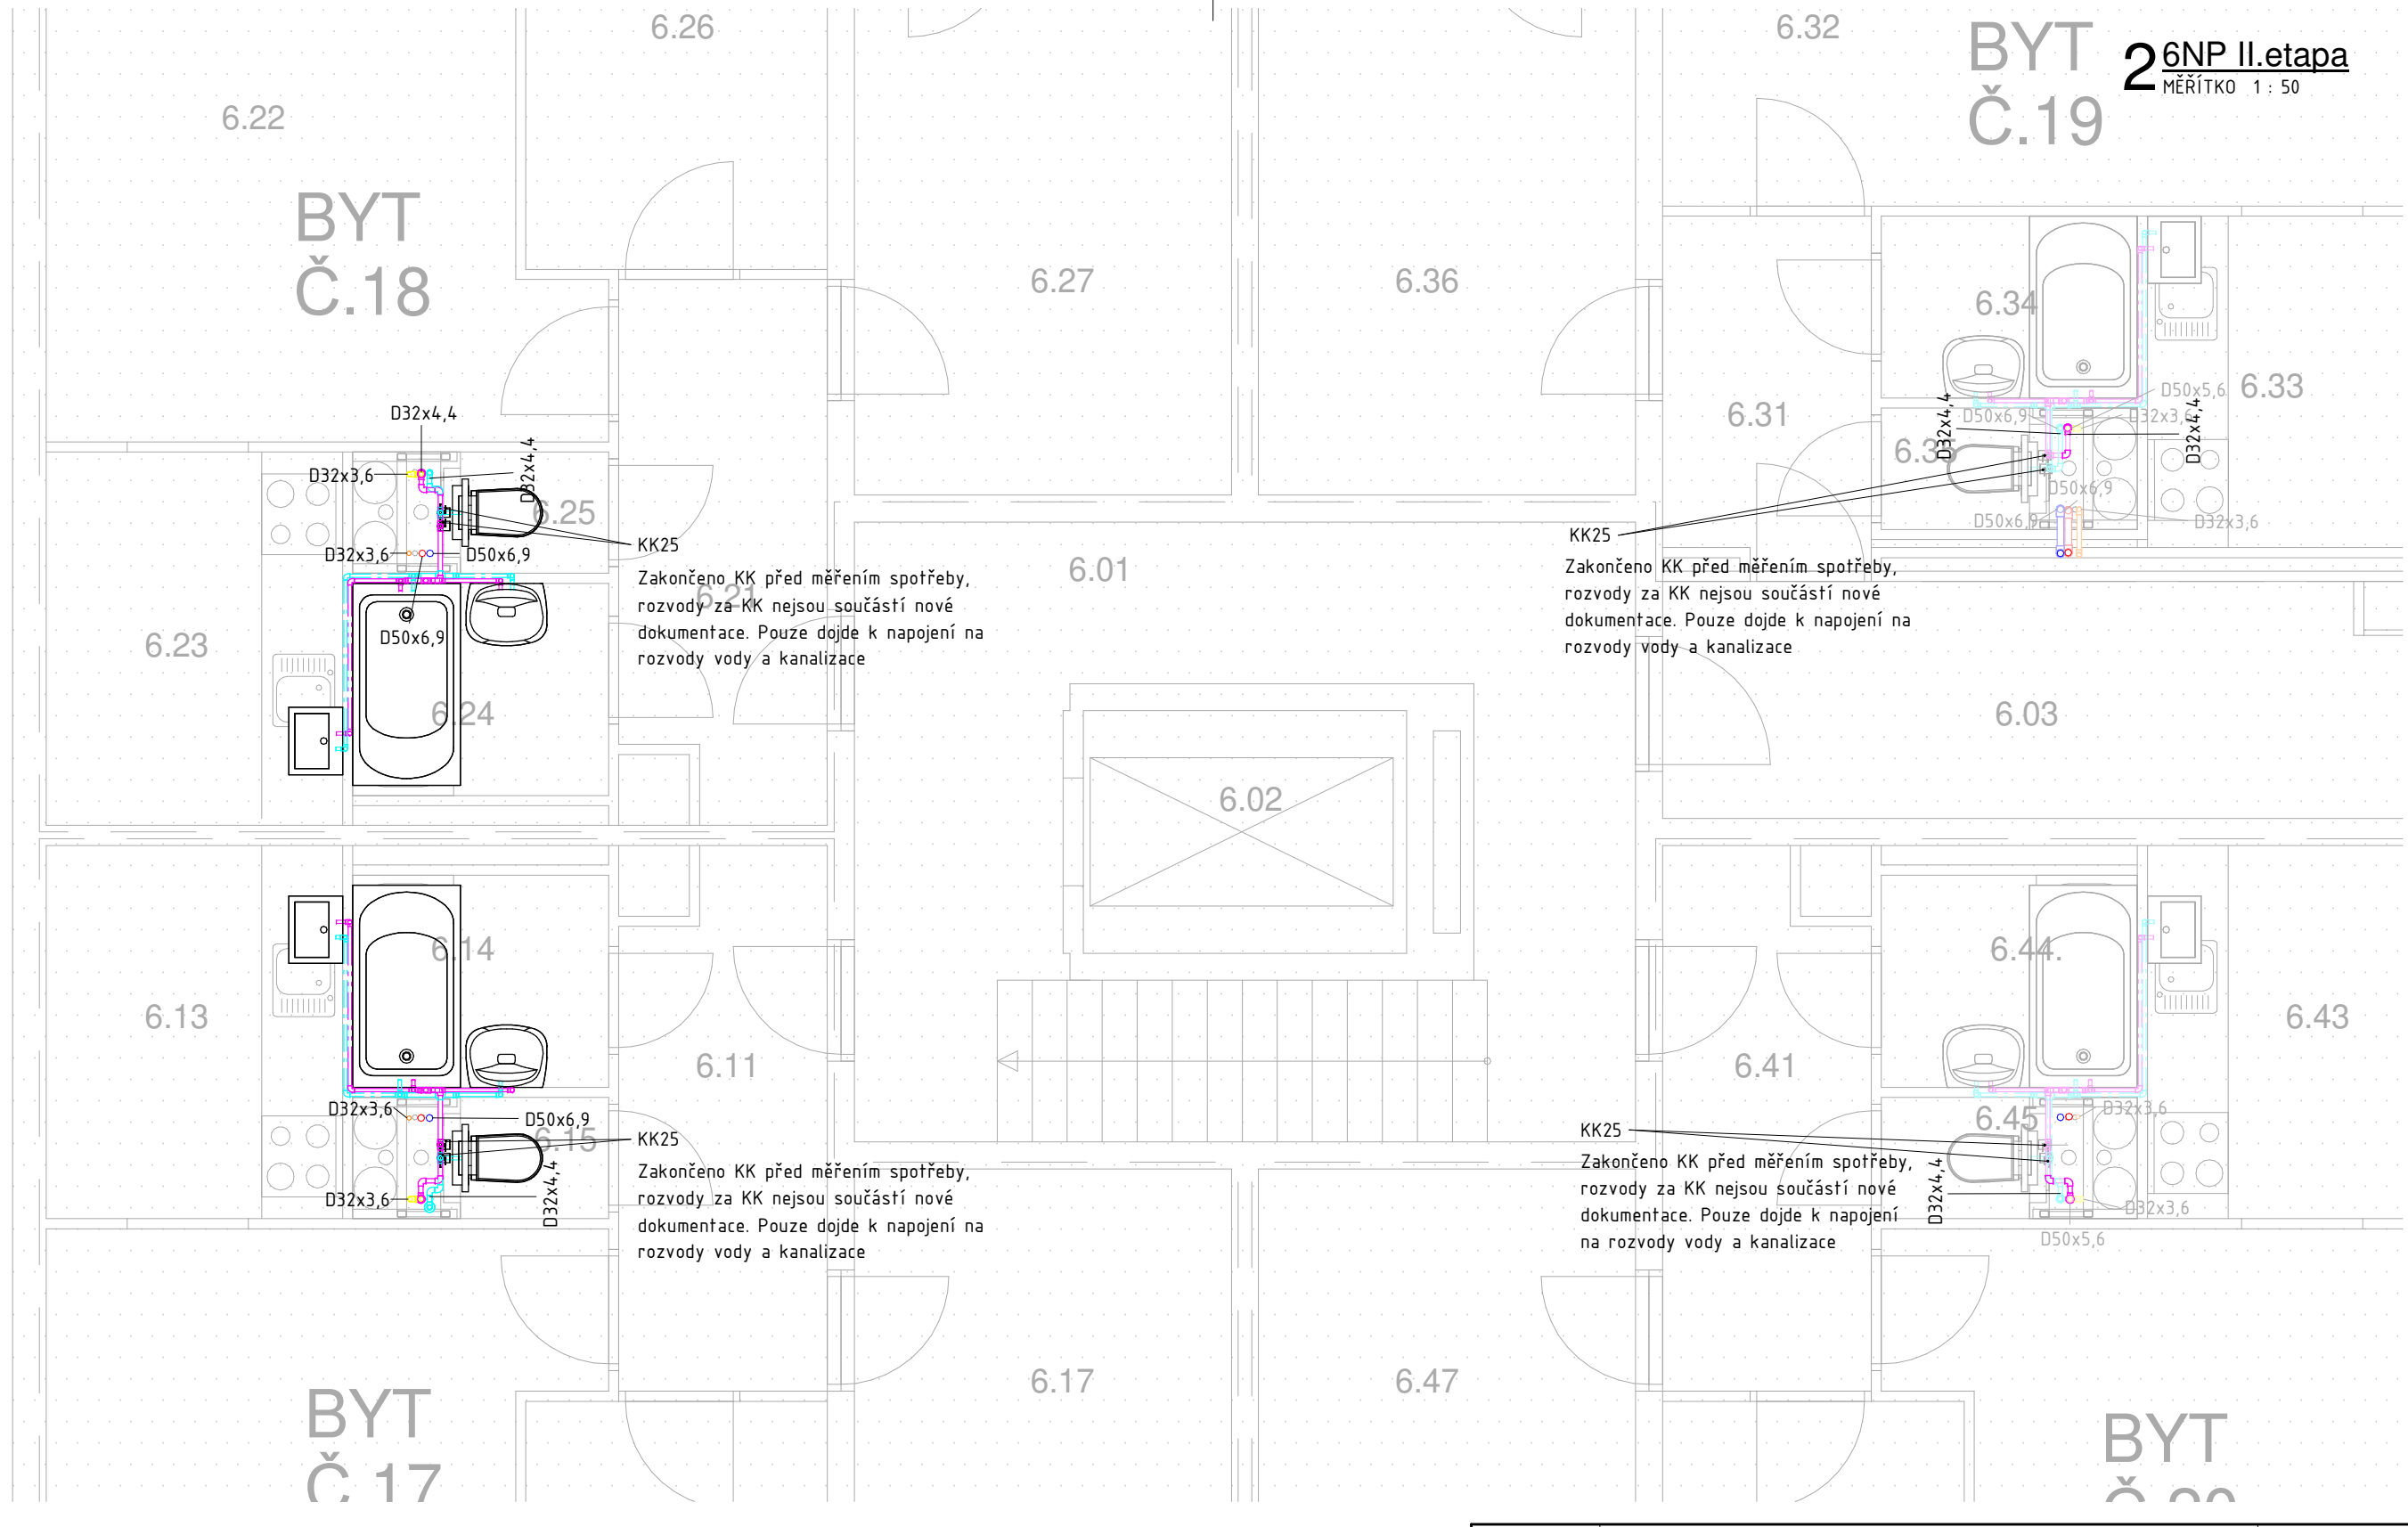 6.26
6.32
BYT
Č.19
2 6NP II.etapa
MĚŘÍTKO 1 : 50
6.22
BYT
Č.18
6.27
6.36
6.34
6.33
6.31
6.35
D50x5,6
D50x6,9
D32x3,6
D32x4,4
D32x4,4
D50x6,9
D50x6,9
D32x3,6
D32x4,4
D32x3,6
D32x4,4
6.25
D32x3,6
D50x6,9
KK25
Zakončeno KK před měřením spotřeby,
rozvody za KK nejsou součástí nové
dokumentace. Pouze dojde k napojení na
rozvody vody a kanalizace
6.21
D50x6,9
6.23
6.24
6.01
KK25
Zakončeno KK před měřením spotřeby,
rozvody za KK nejsou součástí nové
dokumentace. Pouze dojde k napojení na
rozvody vody a kanalizace
6.03
6.02
6.14
6.13
6.11
D32x3,6
D50x6,9
6.15
D32x3,6
D32x4,4
KK25
Zakončeno KK před měřením spotřeby,
rozvody za KK nejsou součástí nové
dokumentace. Pouze dojde k napojení na
rozvody vody a kanalizace
6.44.
6.43
6.41
6.45
D32x3,6
KK25
Zakončeno KK před měřením spotřeby,
rozvody za KK nejsou součástí nové
dokumentace. Pouze dojde k napojení
na rozvody vody a kanalizace
D32x4,4
D32x3,6
D50x5,6
6.17
6.47
BYT
Č.17
BYT
Č.20